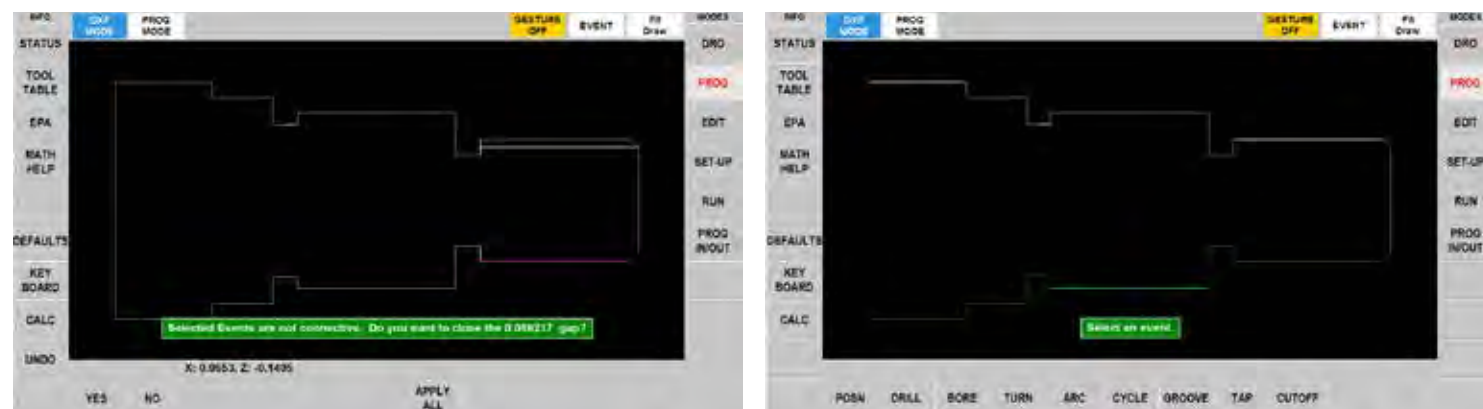 INFO
DXF MODE
PROG MODE
GESTURE OFF
EVENT
Fit Draw
MODES
STATUS
TOOL TABLE
EPA
MATH HELP
DEFAULTS
KEY BOARD
CALC
UNDO
DRO
PROG
EDIT
SET-UP
RUN
PROG IN/OUT
Selected Events are not connective. Do you want to close the gap?
X: 0.9653, Z: -0.1495
YES
NO
APPLY ALL
INFO
DXF MODE
PROG MODE
GESTURE OFF
EVENT
Fit Draw
MODES
STATUS
TOOL TABLE
EPA
MATH HELP
DEFAULTS
KEY BOARD
CALC
DRO
PROG
EDIT
SET-UP
RUN
PROG IN/OUT
Select an event.
POSN
DRILL
BORE
TURN
ARC
CYCLE
GROOVE
TAP
CUTOFF